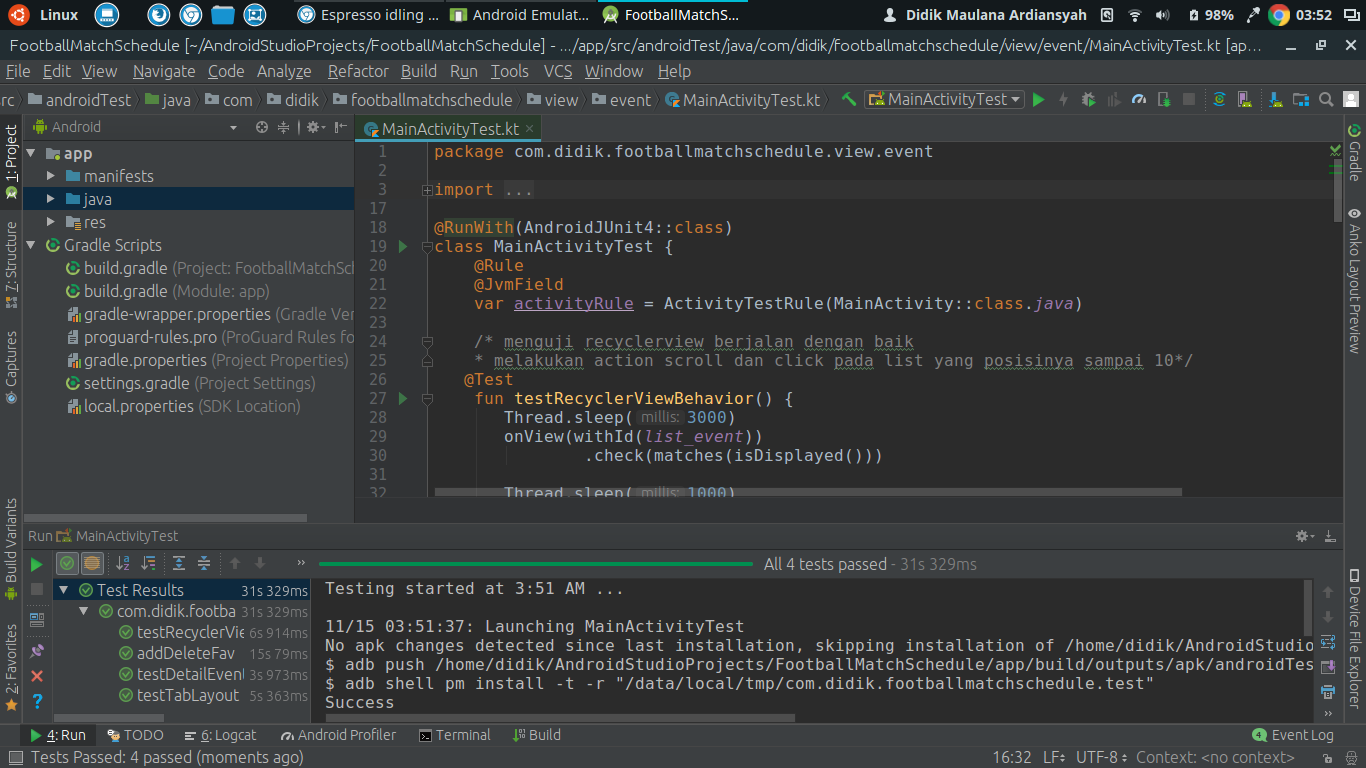 Linux
Espresso idling ...
Android Emulat...
FootballMatchS...
Didik Maulana Ardiansyah
98%
03:52
FootballMatchSchedule [~/AndroidStudioProjects/FootballMatchSchedule] - .../app/src/androidTest/java/com/didik/footballmatchschedule/view/event/MainActivityTest.kt [ap...
File Edit View Navigate Code Analyze Refactor Build Run Tools VCS Window Help
rc androidTest java com didik footballmatchschedule view event MainActivityTest.kt MainActivityTest
1: Project
7: Structure
Captures
Build Variants
2: Favorites
Android
app
manifests
java
res
Gradle Scripts
build.gradle (Project: FootballMatchSch
build.gradle (Module: app)
gradle-wrapper.properties (Gradle Ver
proguard-rules.pro (ProGuard Rules fo
gradle.properties (Project Properties)
settings.gradle (Project Settings)
local.properties (SDK Location)
MainActivityTest.kt
1 package com.didik.footballmatchschedule.view.event
2
3 import ...
17
18 @RunWith(AndroidJUnit4::class)
19 class MainActivityTest {
20 @Rule
21 @JvmField
22 var activityRule = ActivityTestRule(MainActivity::class.java)
23
24 /* menguji recyclerview berjalan dengan baik
25 * melakukan action scroll dan click pada list yang posisinya sampai 10*/
26 @Test
27 fun testRecyclerViewBehavior() {
28 Thread.sleep( millis: 3000)
29 onView(withId(list_event))
30 .check(matches(isDisplayed()))
31
32 Thread.sleep( millis: 1000)
Gradle
Anko Layout Preview
Device File Explorer
Run MainActivityTest
All 4 tests passed - 31s 329ms
Test Results 31s 329ms
com.didik.footba 31s 329ms
testRecyclerVie 6s 914ms
addDeleteFav 15s 79ms
testDetailEvent 3s 973ms
testTabLayout 5s 363ms
Testing started at 3:51 AM ...
11/15 03:51:37: Launching MainActivityTest
No apk changes detected since last installation, skipping installation of /home/didik/AndroidStudio
$ adb push /home/didik/AndroidStudioProjects/FootballMatchSchedule/app/build/outputs/apk/androidTes
$ adb shell pm install -t -r "/data/local/tmp/com.didik.footballmatchschedule.test"
Success
4: Run TODO 6: Logcat Android Profiler Terminal Build 4 Event Log
Tests Passed: 4 passed (moments ago) 16:32 LF UTF-8 Context: <no context>